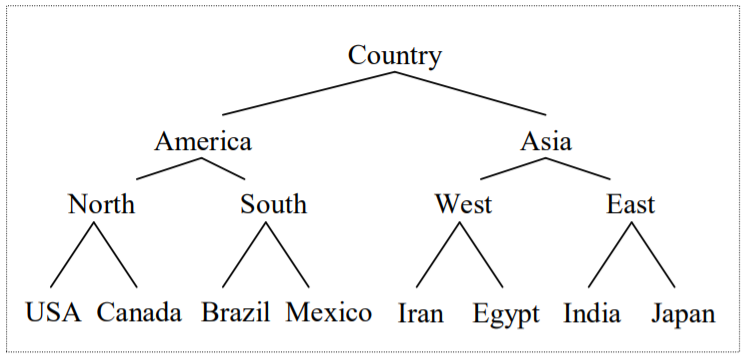 Country
America Asia
North South West East
USA Canada Brazil Mexico Iran Egypt India Japan